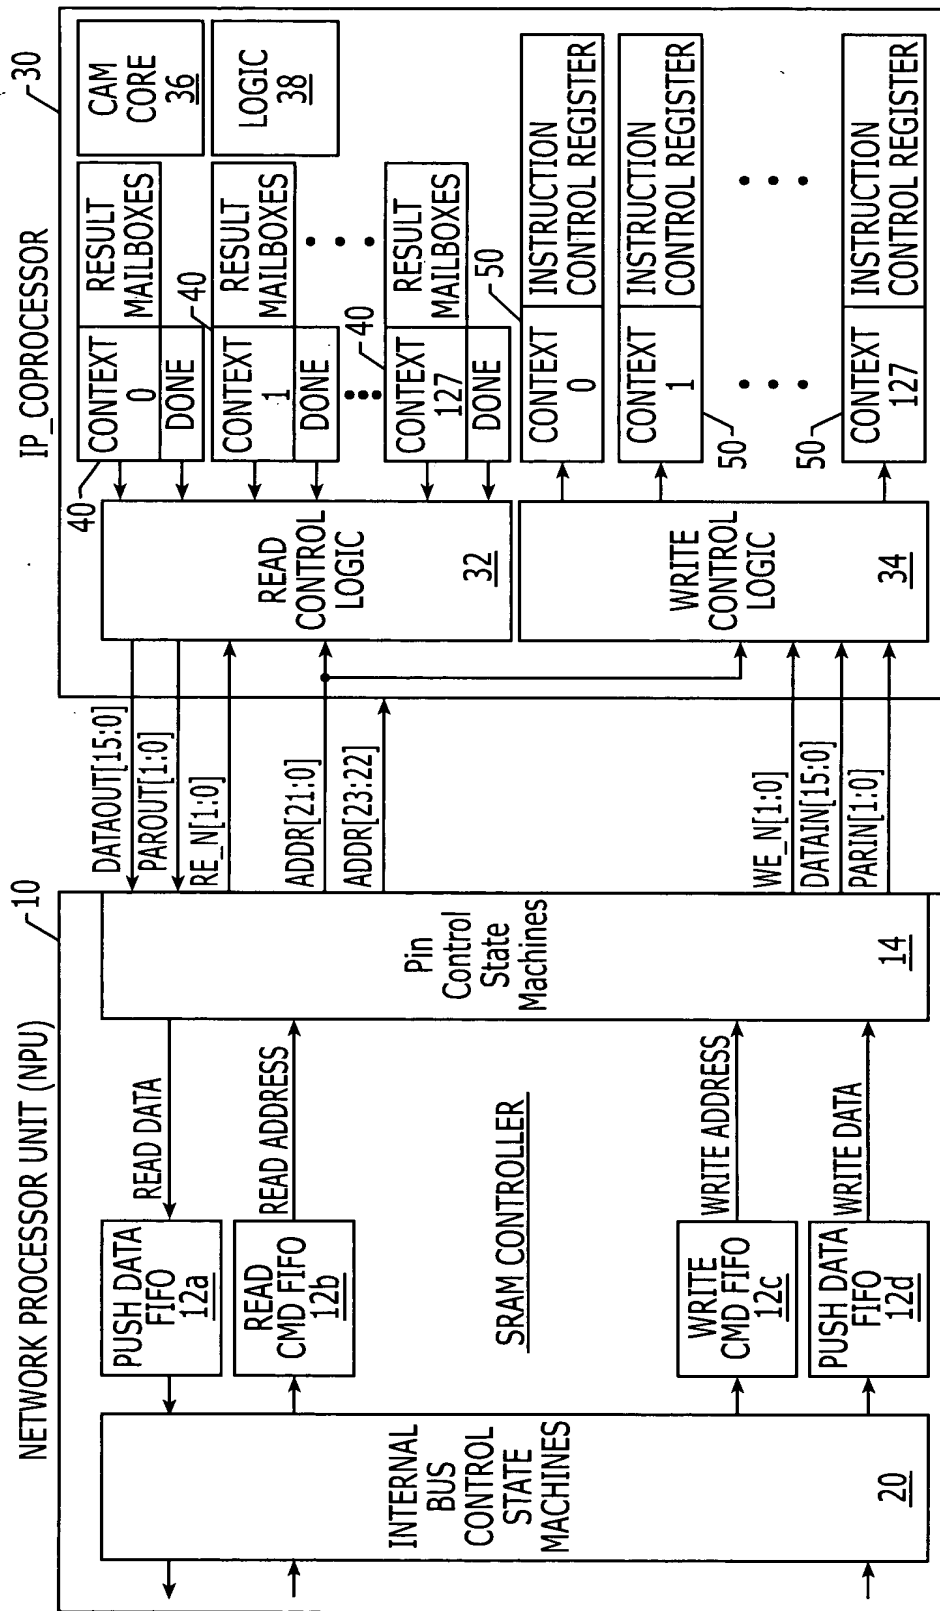 NETWORK PROCESSOR UNIT (NPU)
10
INTERNAL
BUS
CONTROL
STATE
MACHINES
20
PUSH DATA
FIFO
12a
READ
CMD FIFO
12b
SRAM CONTROLLER
WRITE
CMD FIFO
12c
PUSH DATA
FIFO
12d
READ DATA
READ ADDRESS
WRITE ADDRESS
WRITE DATA
Pin
Control
State
Machines
14
DATAOUT[15:0]
PAROUT[1:0]
RE_N[1:0]
ADDR[21:0]
ADDR[23:22]
WE_N[1:0]
DATAIN[15:0]
PARIN[1:0]
IP_COPROCESSOR
30
READ
CONTROL
LOGIC
32
WRITE
CONTROL
LOGIC
34
40
CONTEXT
0
DONE
RESULT
MAILBOXES
40
CONTEXT
1
DONE
RESULT
MAILBOXES
40
CONTEXT
127
DONE
RESULT
MAILBOXES
CAM
CORE
36
LOGIC
38
50
CONTEXT
0
INSTRUCTION
CONTROL REGISTER
50
CONTEXT
1
INSTRUCTION
CONTROL REGISTER
50
CONTEXT
127
INSTRUCTION
CONTROL REGISTER